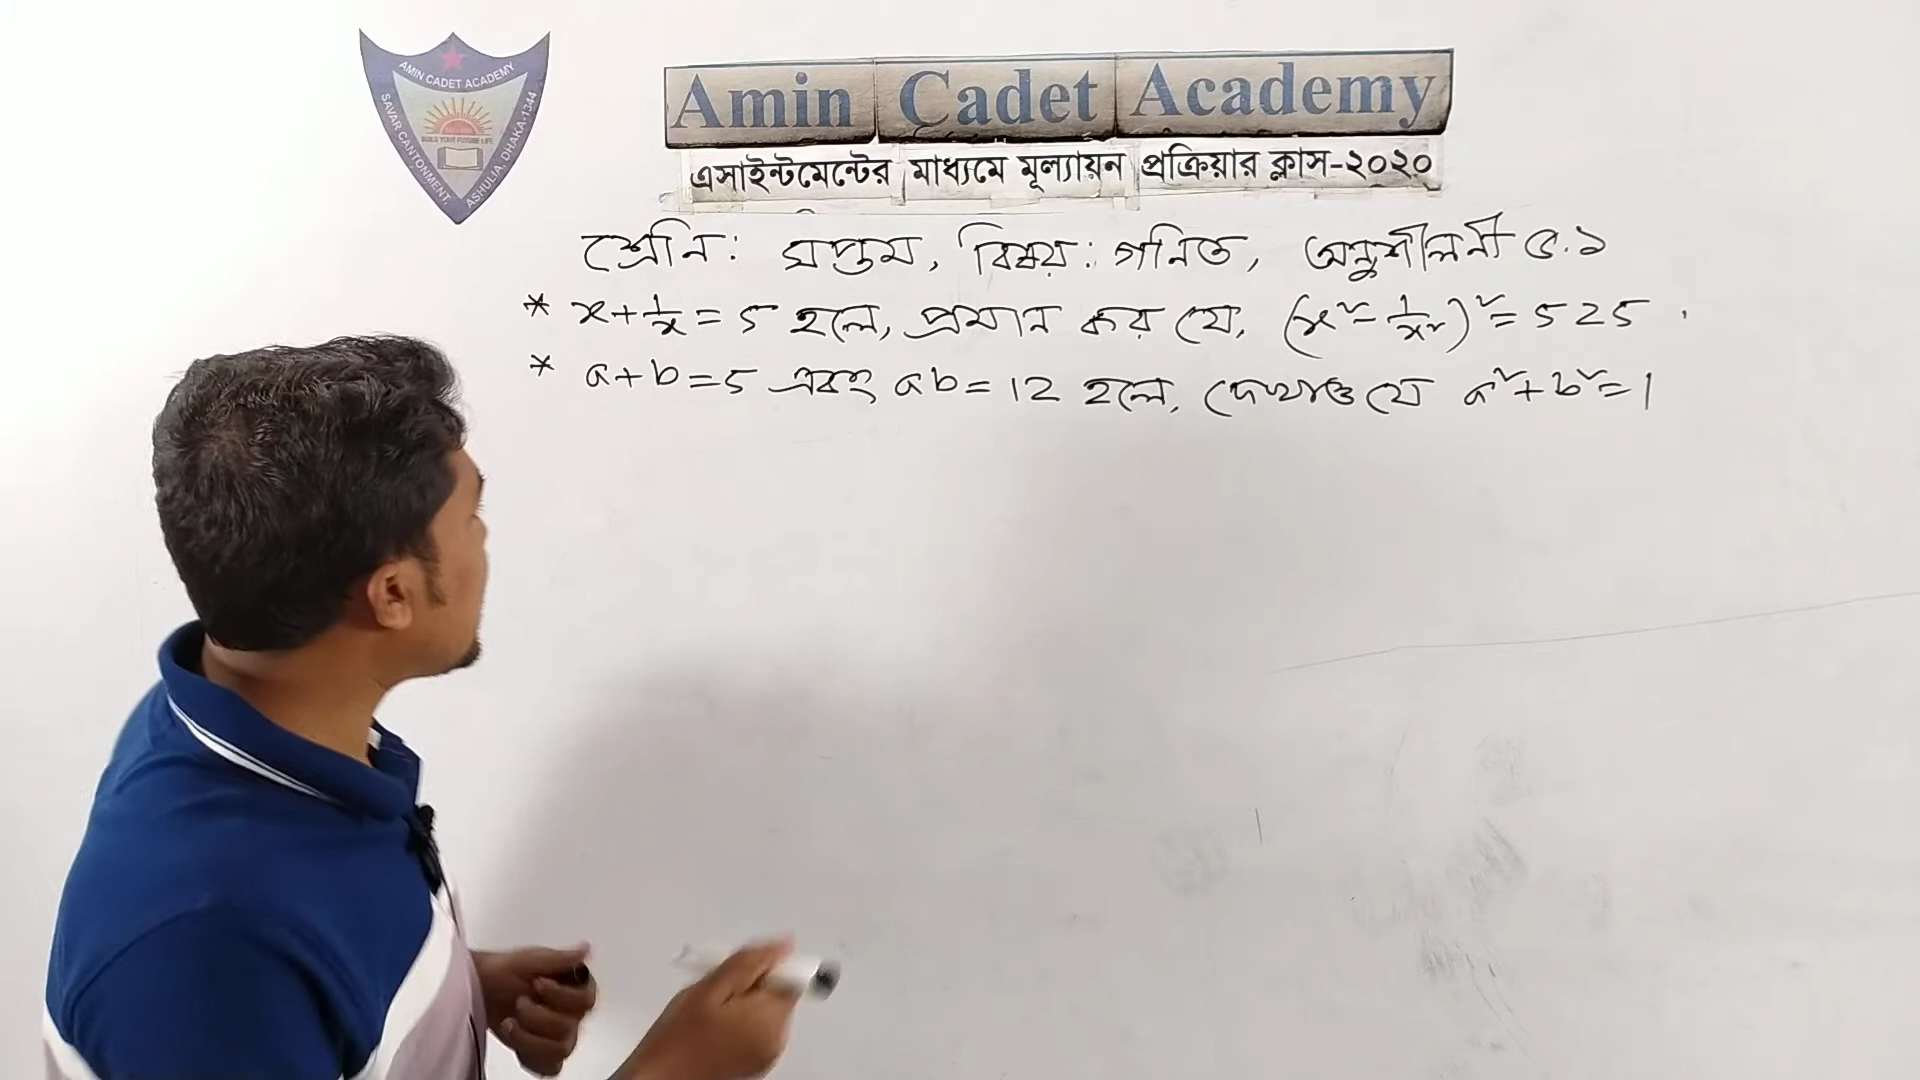 AMIN CADET ACADEMY
SAVAR CANTONMENT,
ASHULIA, DHAKA-1344
BUILD YOUR FUTURE LIFE
Amin Cadet Academy
এসাইন্টমেন্টের মাধ্যমে মূল্যায়ন প্রক্রিয়ার ক্লাস-২০২০
শ্রেনি: সপ্তম, বিষয়: গনিত, অনুশীলনী ৫.১
* x+1/x = 5 হলে, প্রমান কর যে, (x²-1/x²)² = 525.
* a+b=5 এবং ab=12 হলে, দেখাও যে a²+b²=1